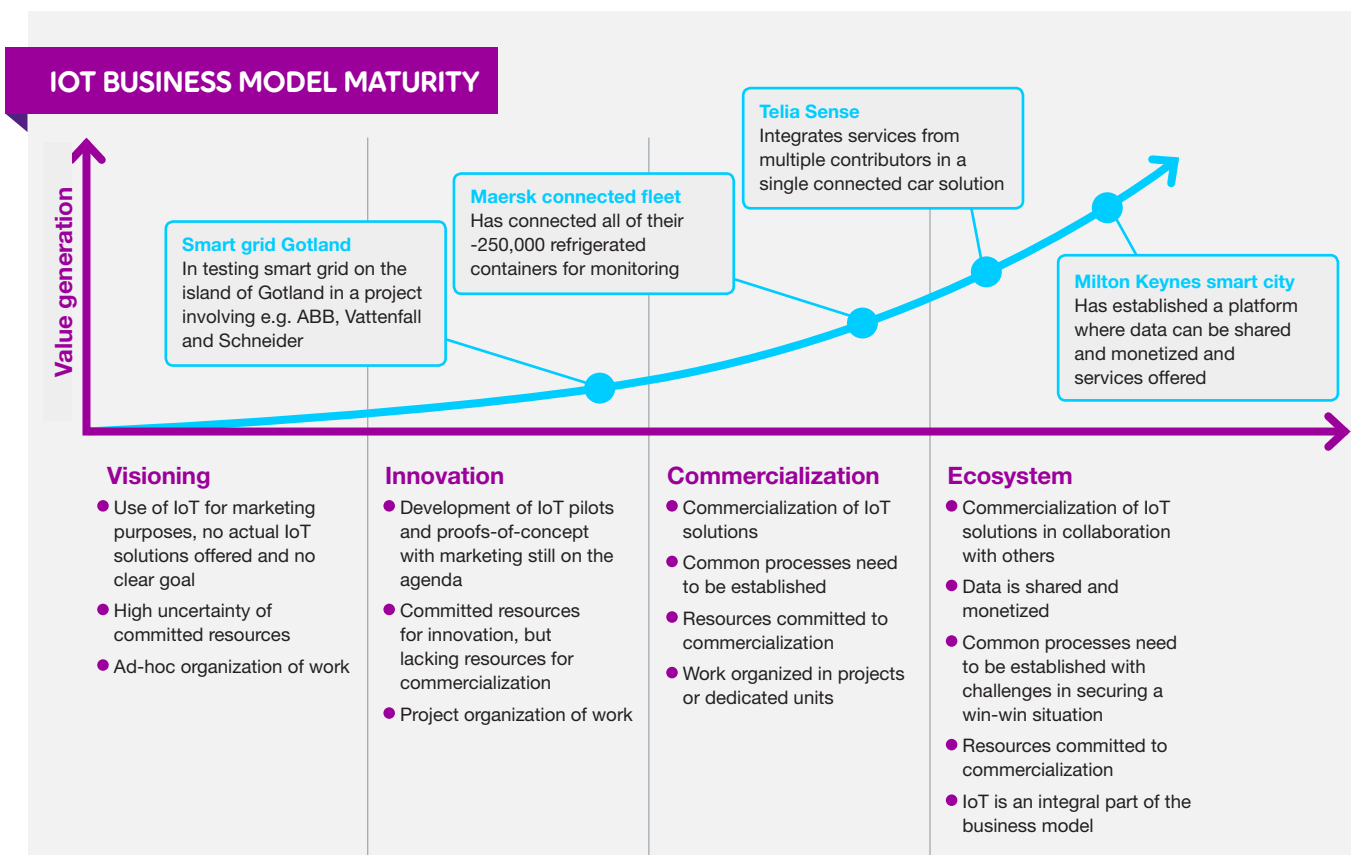 IOT BUSINESS MODEL MATURITY
Value generation
Smart grid Gotland
In testing smart grid on the
island of Gotland in a project
involving e.g. ABB, Vattenfall
and Schneider
Maersk connected fleet
Has connected all of their
-250,000 refrigerated
containers for monitoring
Telia Sense
Integrates services from
multiple contributors in a
single connected car solution
Milton Keynes smart city
Has established a platform
where data can be shared
and monetized and
services offered
Visioning
Use of IoT for marketing
purposes, no actual IoT
solutions offered and no
clear goal
High uncertainty of
committed resources
Ad-hoc organization of work
Innovation
Development of IoT pilots
and proofs-of-concept
with marketing still on the
agenda
Committed resources
for innovation, but
lacking resources for
commercialization
Project organization of work
Commercialization
Commercialization of IoT
solutions
Common processes need
to be established
Resources committed to
commercialization
Work organized in projects
or dedicated units
Ecosystem
Commercialization of IoT
solutions in collaboration
with others
Data is shared and
monetized
Common processes need
to be established with
challenges in securing a
win-win situation
Resources committed to
commercialization
IoT is an integral part of the
business model